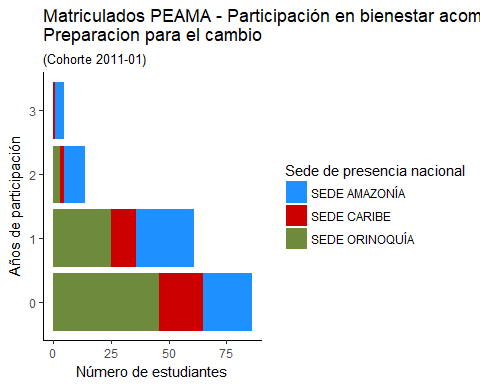 Matriculados PEAMA - Participación en bienestar
Preparacion para el cambio
(Cohorte 2011-01)
Años de participación
3
2
1
0
0
25
50
75
Número de estudiantes
Sede de presencia nacional
SEDE AMAZONÍA
SEDE CARIBE
SEDE ORINOQUÍA